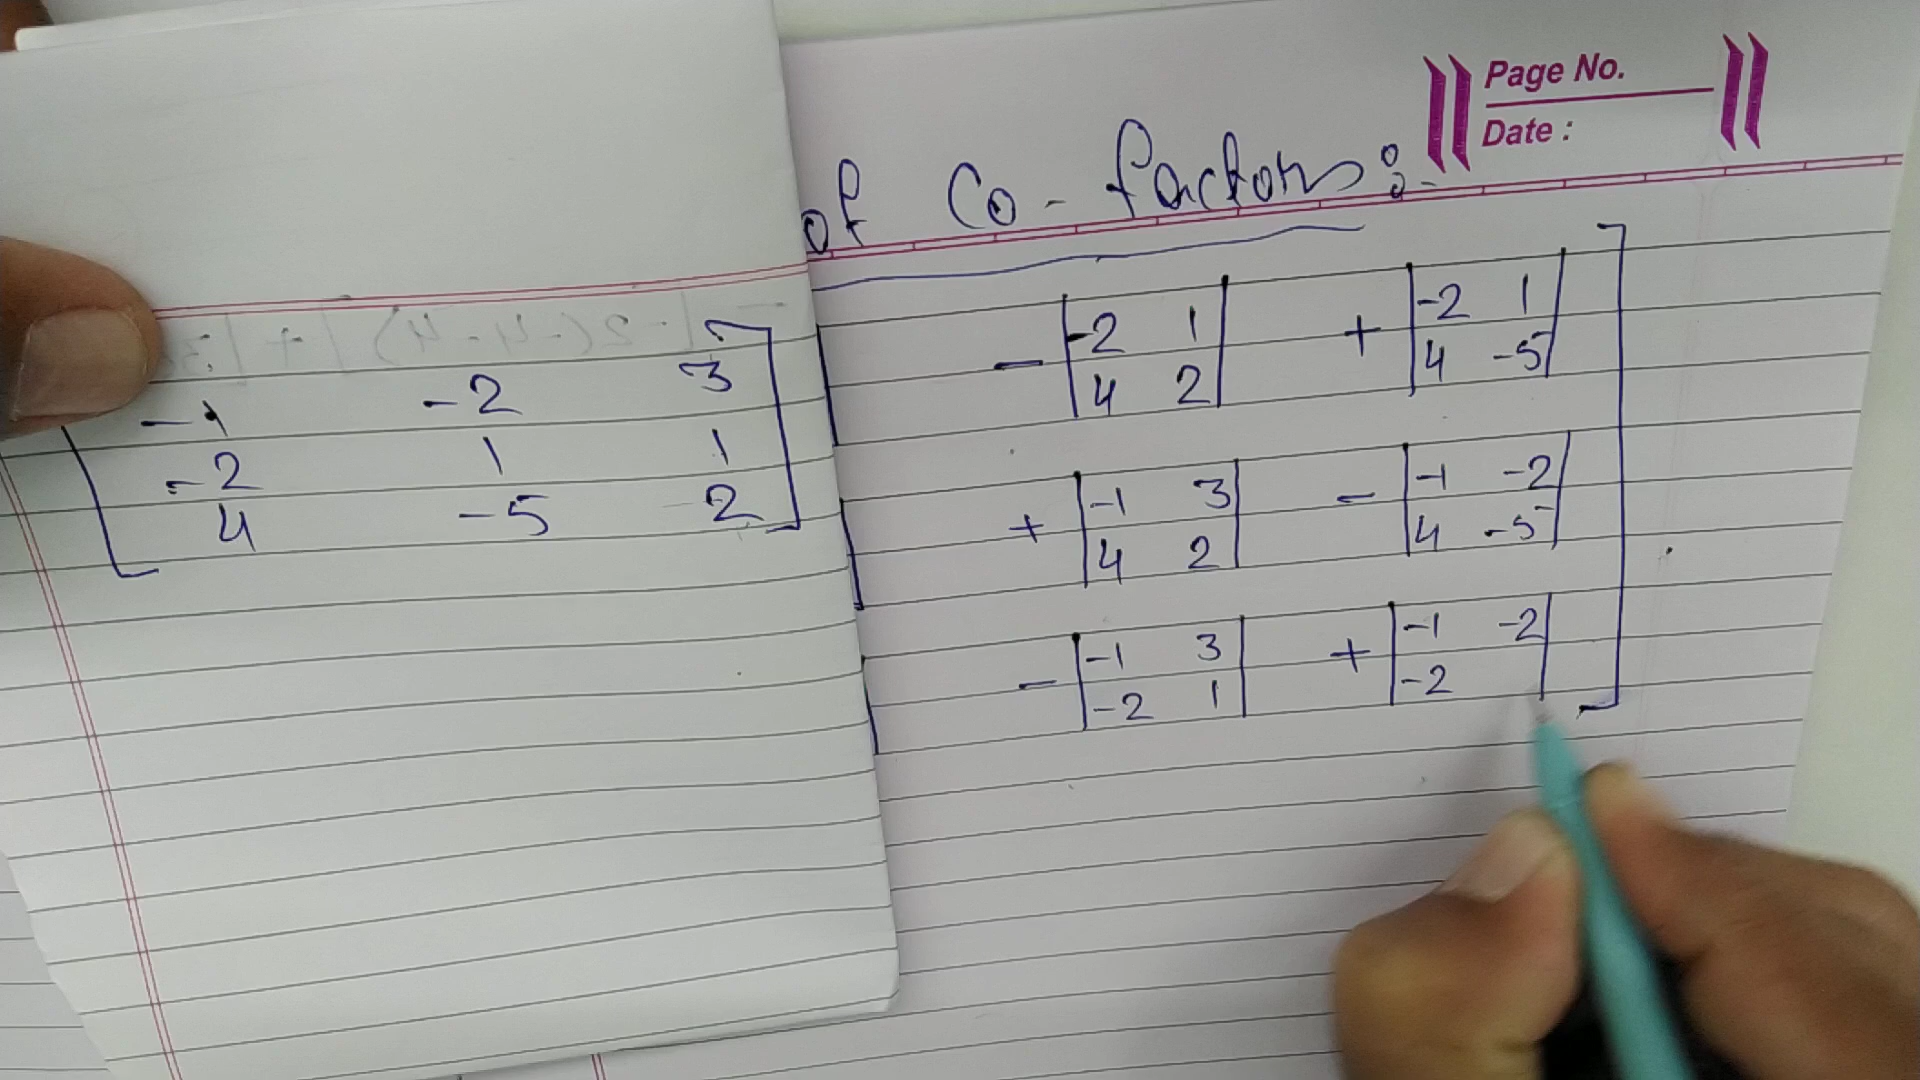 Page No.
Date :
of Co-factors:-
-1 -2 3
-2 1 1
4 -5 2
- |-2 1| + |-2 1|
|4 2| |4 -5|
+ |-1 3| - |-1 -2|
|4 2| |4 -5|
- |-1 3| + |-1 -2|
|-2 1| |-2 |